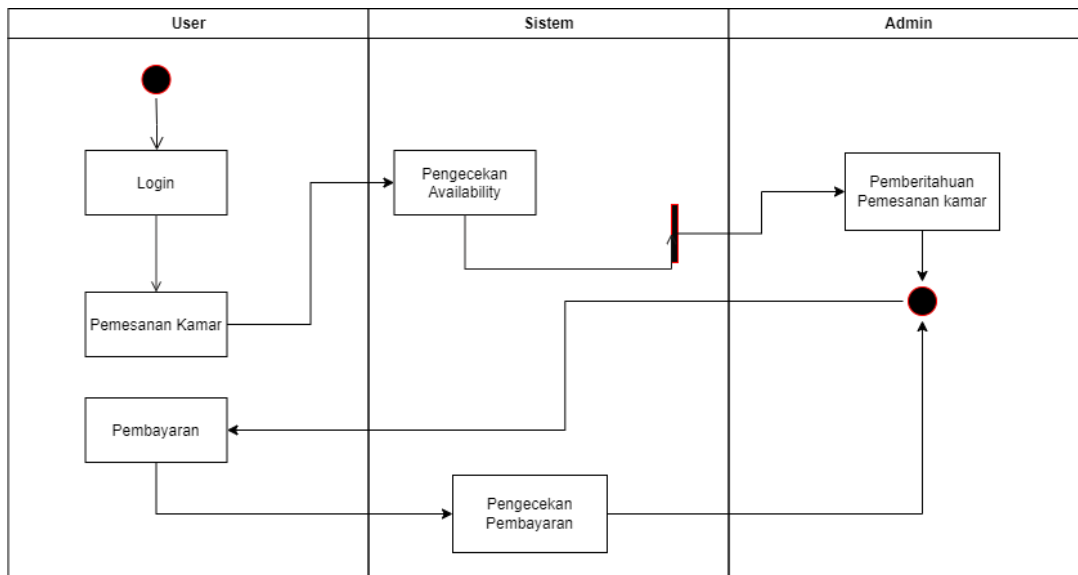 User
Sistem
Admin
Login
Pengecekan
Availability
Pemberitahuan
Pemesanan kamar
Pemesanan Kamar
Pembayaran
Pengecekan
Pembayaran